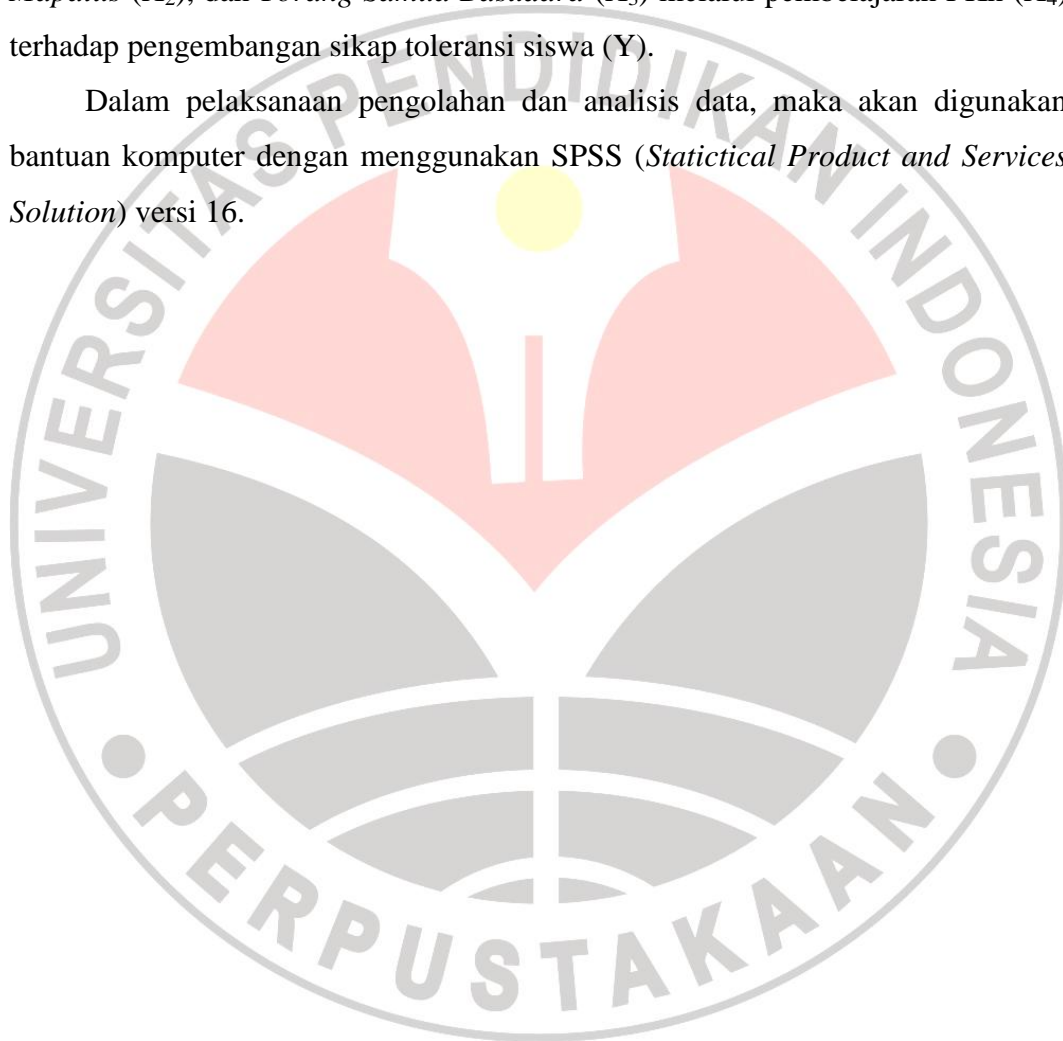 terhadap pengembangan sikap toleransi siswa (Y).
Dalam pelaksanaan pengolahan dan analisis data, maka akan digunakan
bantuan komputer dengan menggunakan SPSS (Statictical Product and Services
Solution) versi 16.
UNIVERSITAS PENDIDIKAN INDONESIA
PERPUSTAKAAN